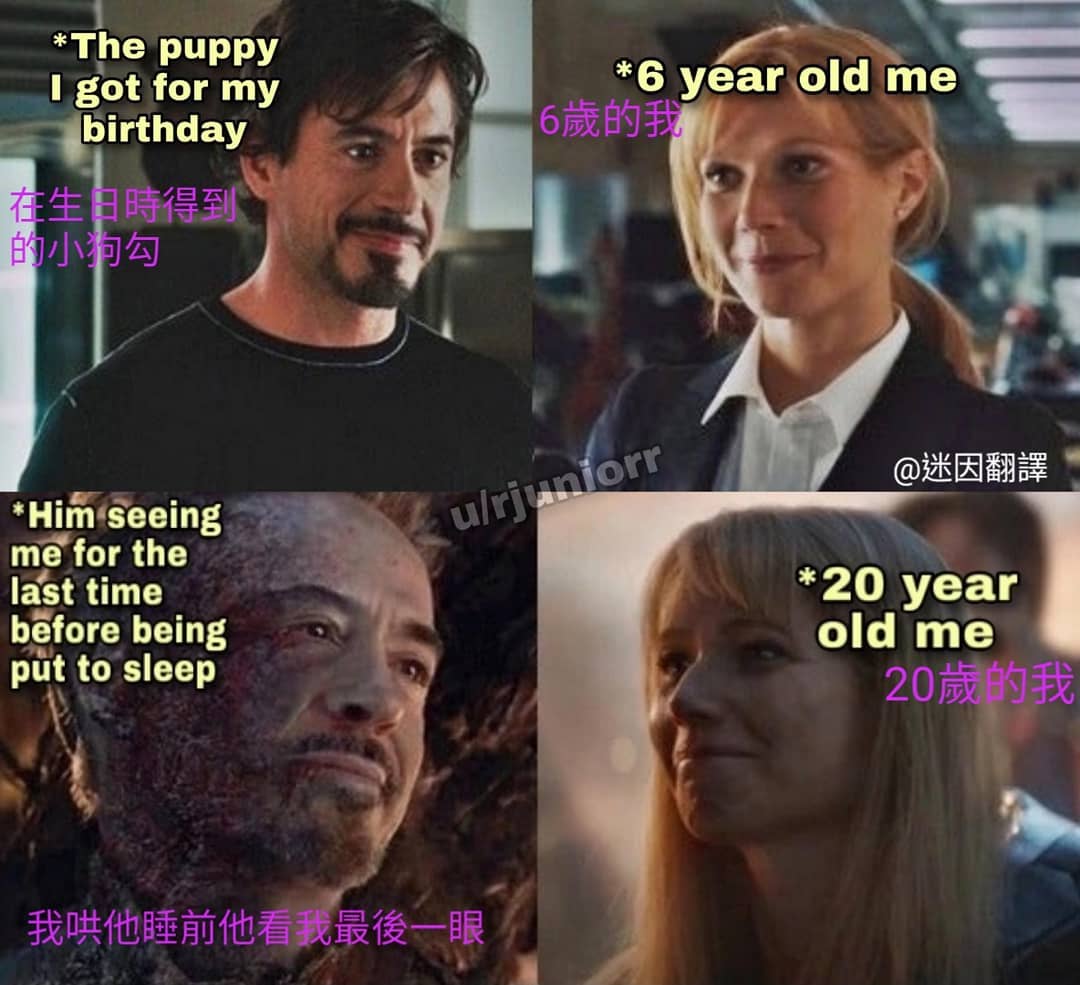 *The puppy
I got for my
birthday
在生日時得到
的小狗勾
*6 year old me
6歲的我
@迷因翻譯
u/rjuniorr
*Him seeing
me for the
last time
before being
put to sleep
我哄他睡前他看我最後一眼
*20 year
old me
20歲的我